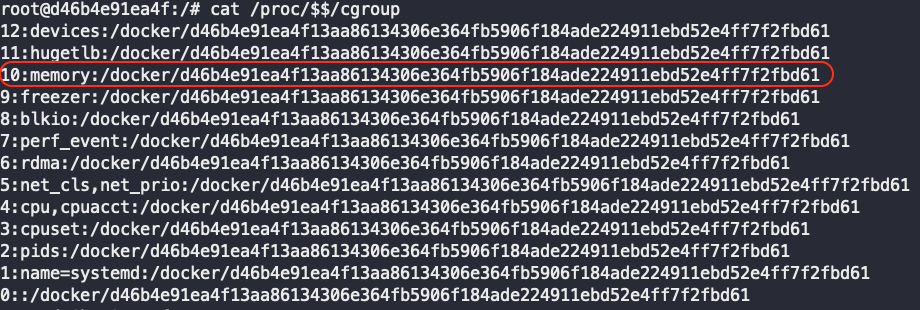 root@d46b4e91ea4f:/# cat /proc/$$/cgroup
12:devices:/docker/d46b4e91ea4f13aa86134306e364fb5906f184ade224911ebd52e4ff7f2fbd61
11:hugetlb:/docker/d46b4e91ea4f13aa86134306e364fb5906f184ade224911ebd52e4ff7f2fbd61
10:memory:/docker/d46b4e91ea4f13aa86134306e364fb5906f184ade224911ebd52e4ff7f2fbd61
9:freezer:/docker/d46b4e91ea4f13aa86134306e364fb5906f184ade224911ebd52e4ff7f2fbd61
8:blkio:/docker/d46b4e91ea4f13aa86134306e364fb5906f184ade224911ebd52e4ff7f2fbd61
7:perf_event:/docker/d46b4e91ea4f13aa86134306e364fb5906f184ade224911ebd52e4ff7f2fbd61
6:rdma:/docker/d46b4e91ea4f13aa86134306e364fb5906f184ade224911ebd52e4ff7f2fbd61
5:net_cls,net_prio:/docker/d46b4e91ea4f13aa86134306e364fb5906f184ade224911ebd52e4ff7f2fbd61
4:cpu,cpuacct:/docker/d46b4e91ea4f13aa86134306e364fb5906f184ade224911ebd52e4ff7f2fbd61
3:cpuset:/docker/d46b4e91ea4f13aa86134306e364fb5906f184ade224911ebd52e4ff7f2fbd61
2:pids:/docker/d46b4e91ea4f13aa86134306e364fb5906f184ade224911ebd52e4ff7f2fbd61
1:name=systemd:/docker/d46b4e91ea4f13aa86134306e364fb5906f184ade224911ebd52e4ff7f2fbd61
0::/docker/d46b4e91ea4f13aa86134306e364fb5906f184ade224911ebd52e4ff7f2fbd61